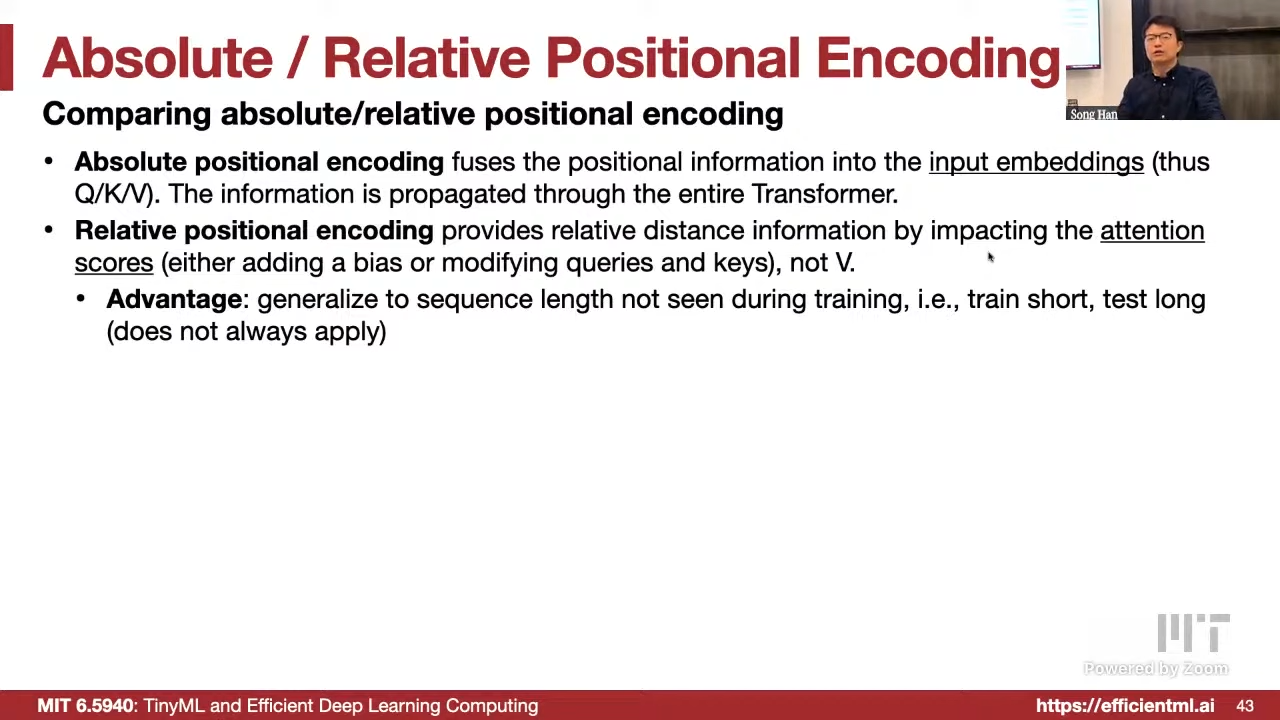 Absolute / Relative Positional Encoding
Song Han
Comparing absolute/relative positional encoding
• Absolute positional encoding fuses the positional information into the input embeddings (thus
Q/K/V). The information is propagated through the entire Transformer.
• Relative positional encoding provides relative distance information by impacting the attention
scores (either adding a bias or modifying queries and keys), not V.
• Advantage: generalize to sequence length not seen during training, i.e., train short, test long
(does not always apply)
MIT
Powered by Zoom
MIT 6.5940: TinyML and Efficient Deep Learning Computing
https://efficientml.ai 43